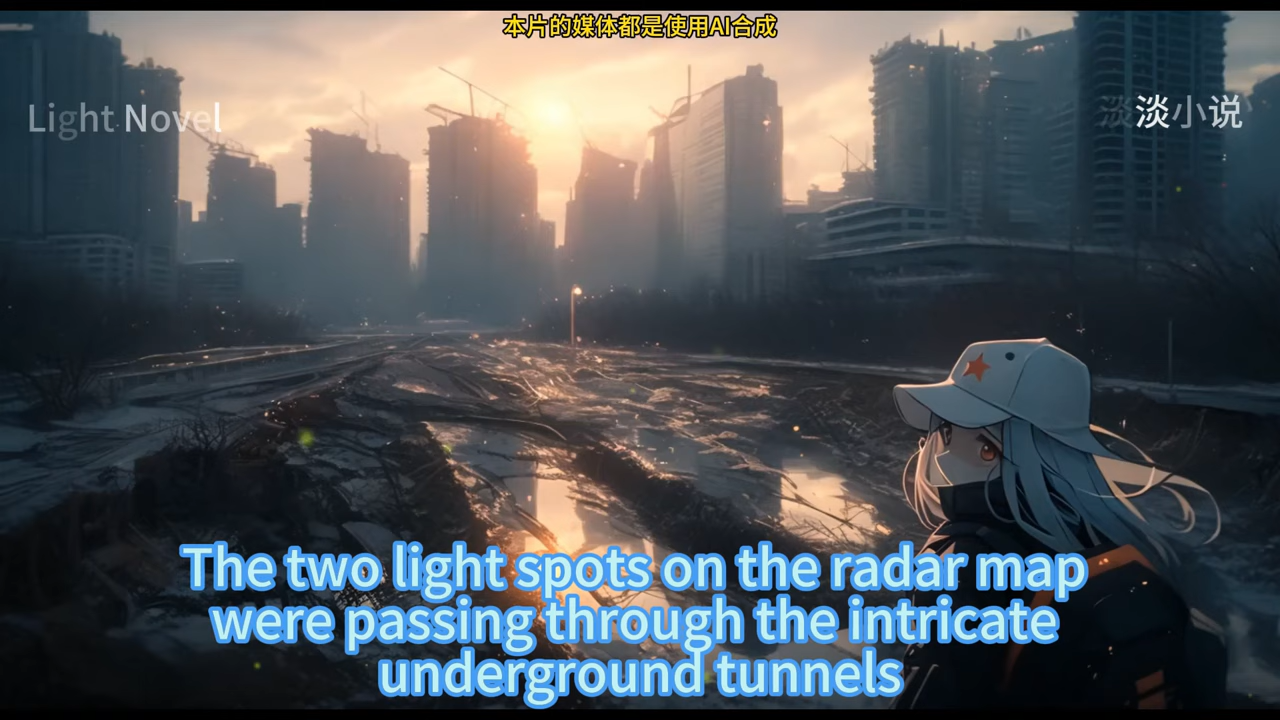 本片的媒体都是使用AI合成
Light Novel
淡淡小说
The two light spots on the radar map
were passing through the intricate
underground tunnels